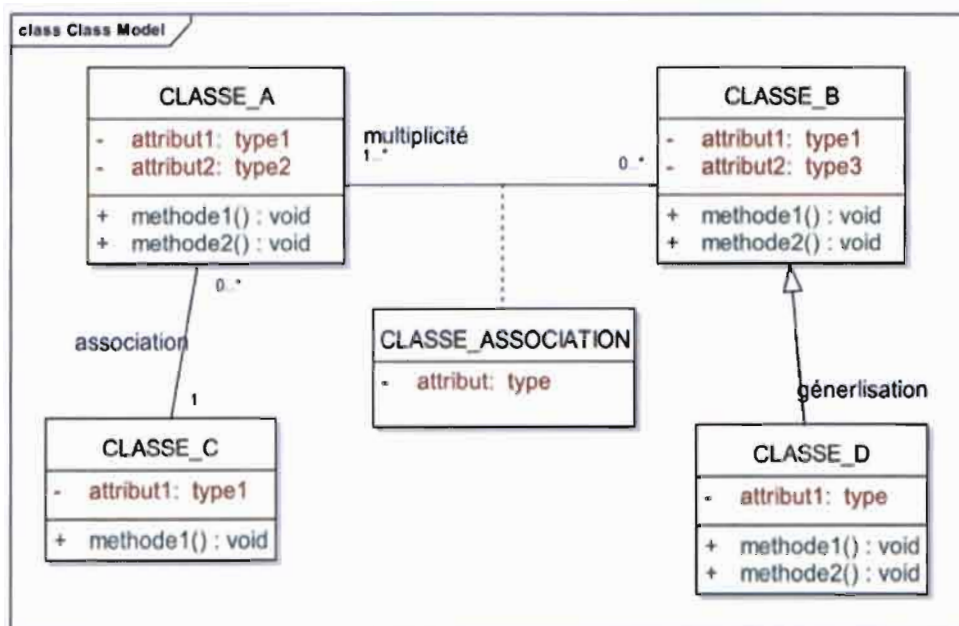 class Class Model
CLASSE_A
- attribut1: type1
- attribut2: type2
+ methode1() : void
+ methode2() : void
multiplicité
1..*
0..*
CLASSE_B
- attribut1: type1
- attribut2: type3
+ methode1() : void
+ methode2() : void
0..*
association
1
CLASSE_ASSOCIATION
- attribut: type
génerlisation
CLASSE_C
- attribut1: type1
+ methode1() : void
CLASSE_D
- attribut1: type
+ methode1() : void
+ methode2() : void